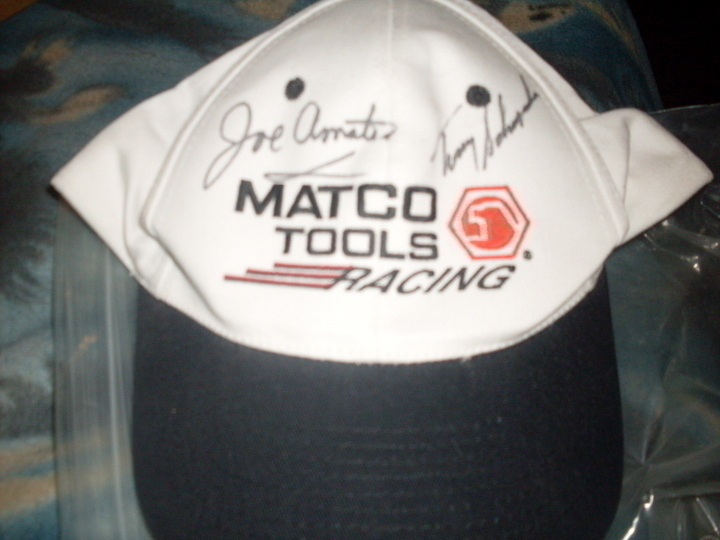 Joe Amato
MATCO
TOOLS
RACING